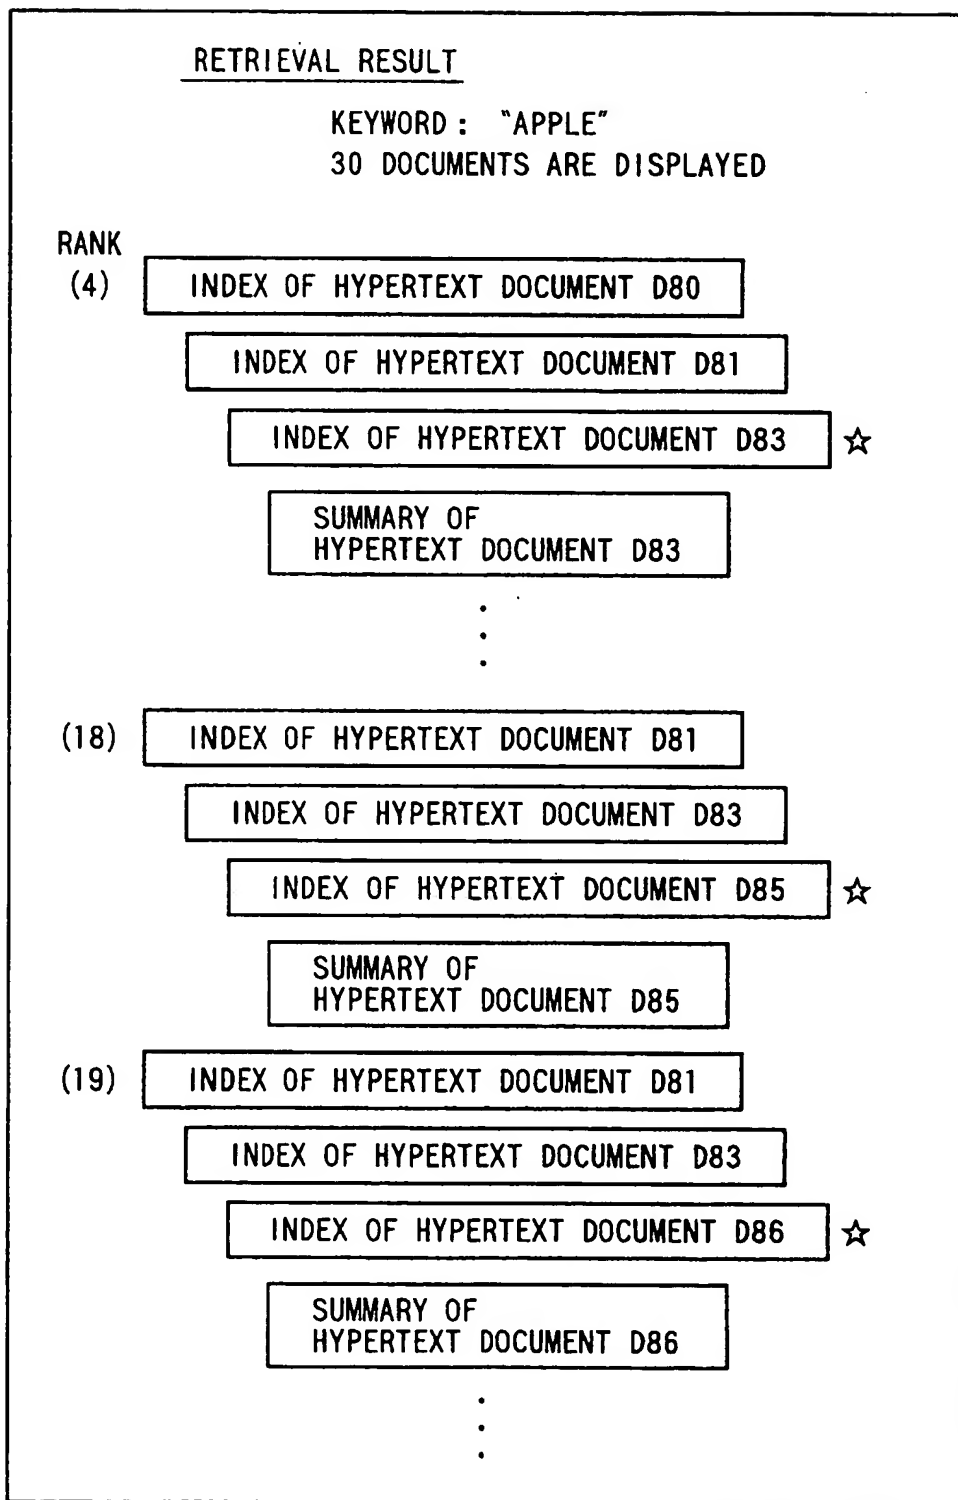 RETRIEVAL RESULT
KEYWORD : "APPLE"
30 DOCUMENTS ARE DISPLAYED
RANK
(4) INDEX OF HYPERTEXT DOCUMENT D80
INDEX OF HYPERTEXT DOCUMENT D81
INDEX OF HYPERTEXT DOCUMENT D83 ☆
SUMMARY OF
HYPERTEXT DOCUMENT D83
(18) INDEX OF HYPERTEXT DOCUMENT D81
INDEX OF HYPERTEXT DOCUMENT D83
INDEX OF HYPERTEXT DOCUMENT D85 ☆
SUMMARY OF
HYPERTEXT DOCUMENT D85
(19) INDEX OF HYPERTEXT DOCUMENT D81
INDEX OF HYPERTEXT DOCUMENT D83
INDEX OF HYPERTEXT DOCUMENT D86 ☆
SUMMARY OF
HYPERTEXT DOCUMENT D86